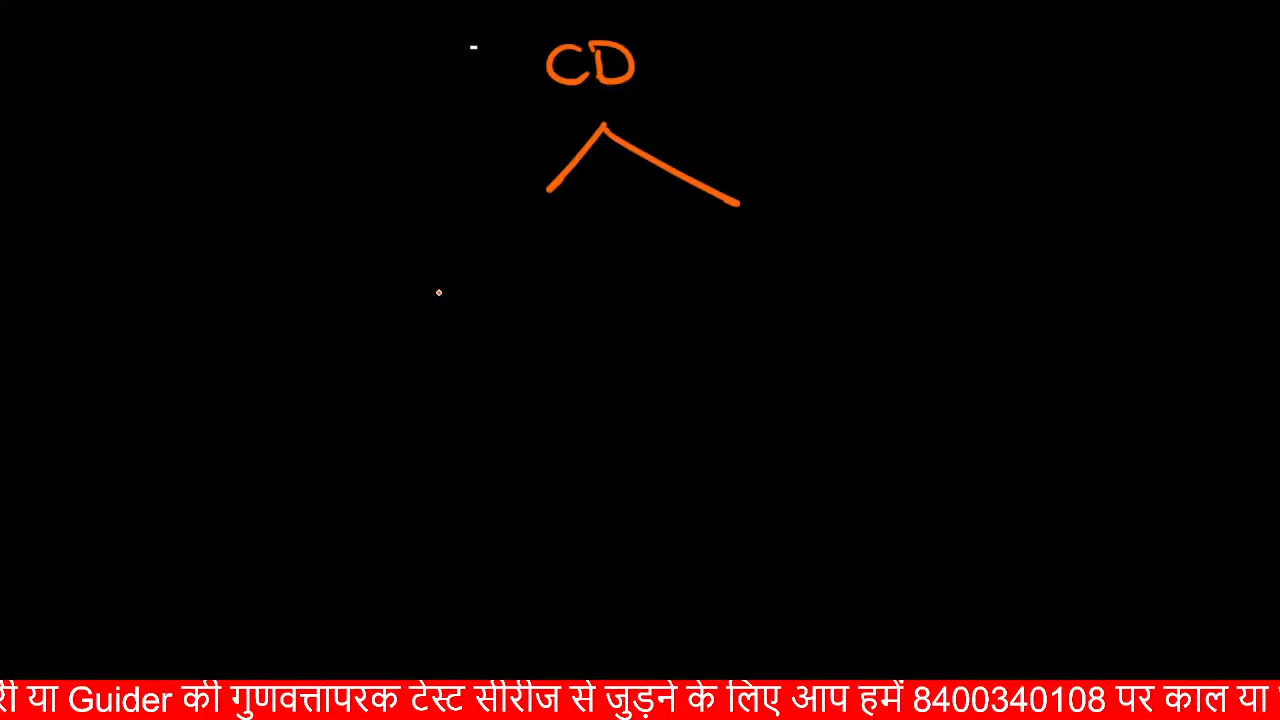 CD
या Guider की गुणवत्तापरक टेस्ट सीरीज से जुड़ने के लिए आप हमें 8400340108 पर काल या